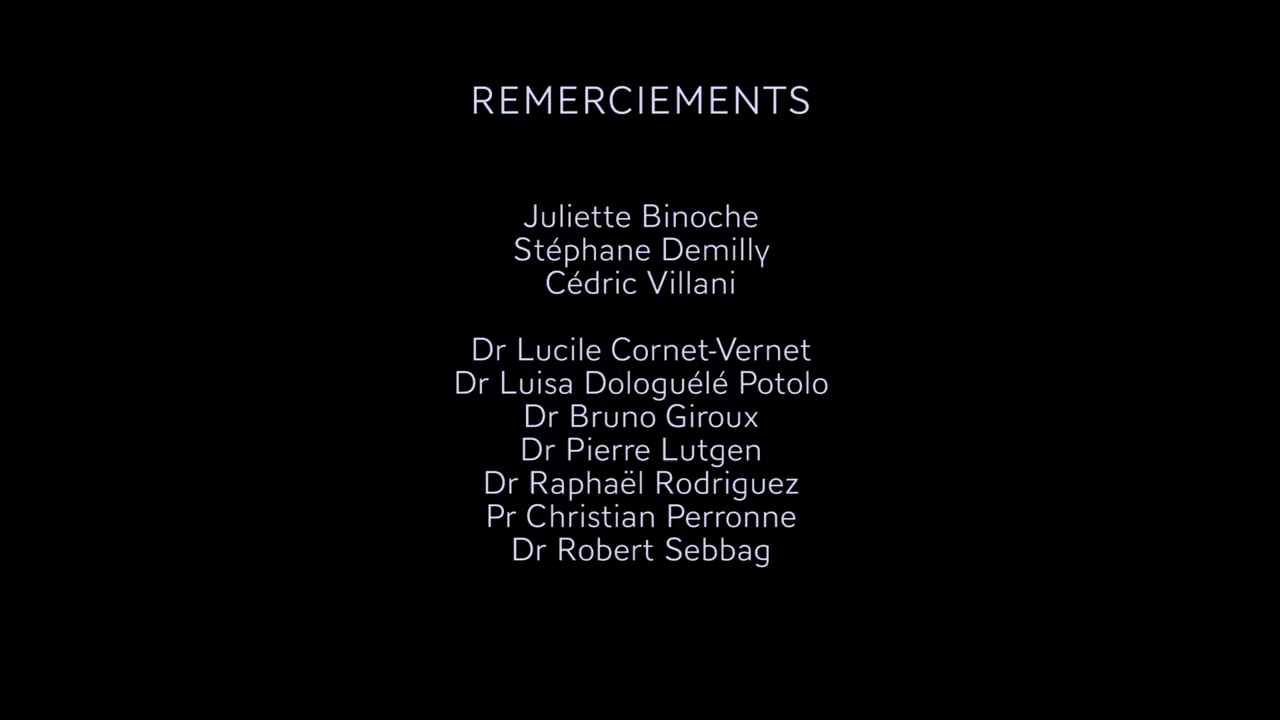 REMERCIEMENTS
Juliette Binoche
Stéphane Demilly
Cédric Villani
Dr Lucile Cornet-Vernet
Dr Luisa Dologuélé Potolo
Dr Bruno Giroux
Dr Pierre Lutgen
Dr Raphaël Rodriguez
Pr Christian Perronne
Dr Robert Sebbag